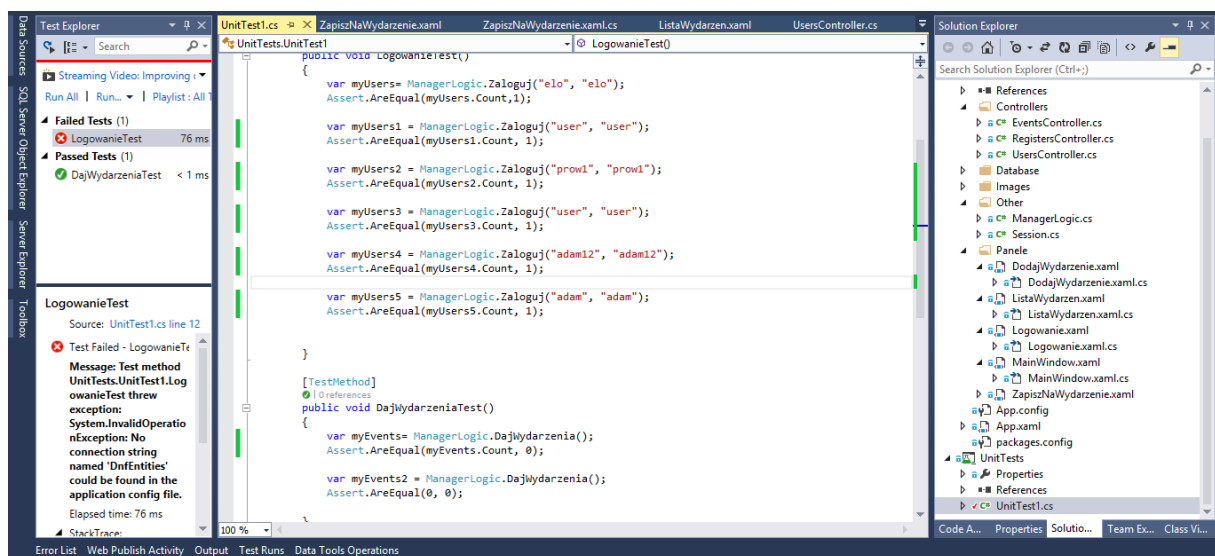 Data Sources
SQL Server Object Explorer
Server Explorer
Toolbox
Test Explorer
Search
Streaming Video: Improving
Run All | Run... | Playlist : All
Failed Tests (1)
LogowanieTest 76 ms
Passed Tests (1)
DajWydarzeniaTest < 1 ms
LogowanieTest
Source: UnitTest1.cs line 12
Test Failed - LogowanieTe
Message: Test method
UnitTests.UnitTest1.Log
owanieTest threw
exception:
System.InvalidOperatio
nException: No
connection string
named 'DnfEntities'
could be found in the
application config file.
Elapsed time: 76 ms
StackTrace:
UnitTest1.cs ZapiszNaWydarzenie.xaml ZapiszNaWydarzenie.xaml.cs ListaWydarzen.xaml UsersController.cs
UnitTests.UnitTest1 LogowanieTest()
public void LogowanieTest()
{
var myUsers= ManagerLogic.Zaloguj("elo", "elo");
Assert.AreEqual(myUsers.Count,1);
var myUsers1 = ManagerLogic.Zaloguj("user", "user");
Assert.AreEqual(myUsers1.Count, 1);
var myUsers2 = ManagerLogic.Zaloguj("prow1", "prow1");
Assert.AreEqual(myUsers2.Count, 1);
var myUsers3 = ManagerLogic.Zaloguj("user", "user");
Assert.AreEqual(myUsers3.Count, 1);
var myUsers4 = ManagerLogic.Zaloguj("adam12", "adam12");
Assert.AreEqual(myUsers4.Count, 1);
var myUsers5 = ManagerLogic.Zaloguj("adam", "adam");
Assert.AreEqual(myUsers5.Count, 1);
}
[TestMethod]
0 references
public void DajWydarzeniaTest()
{
var myEvents= ManagerLogic.DajWydarzenia();
Assert.AreEqual(myEvents.Count, 0);
var myEvents2 = ManagerLogic.DajWydarzenia();
Assert.AreEqual(0, 0);
}
100 %
Solution Explorer
Search Solution Explorer (Ctrl+;)
References
Controllers
C# EventsController.cs
C# RegistersController.cs
C# UsersController.cs
Database
Images
Other
C# ManagerLogic.cs
C# Session.cs
Panele
DodajWydarzenie.xaml
DodajWydarzenie.xaml.cs
ListaWydarzen.xaml
ListaWydarzen.xaml.cs
Logowanie.xaml
Logowanie.xaml.cs
MainWindow.xaml
MainWindow.xaml.cs
ZapiszNaWydarzenie.xaml
App.config
App.xaml
packages.config
UnitTests
Properties
References
C# UnitTest1.cs
Code A... Properties Solutio... Team Ex... Class Vi...
Error List Web Publish Activity Output Test Runs Data Tools Operations